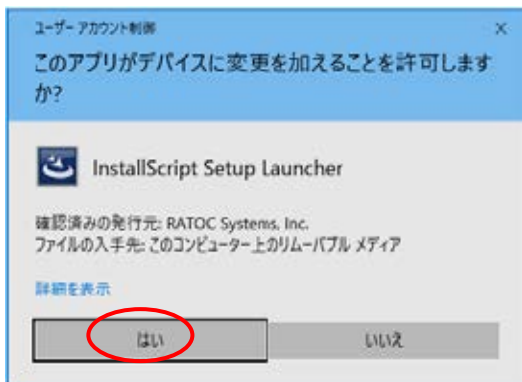 ユーザー アカウント制御
このアプリがデバイスに変更を加えることを許可します
か?
InstallScript Setup Launcher
確認済みの発行元: RATOC Systems, Inc.
ファイルの入手先: このコンピューター上のリムーバブル メディア
詳細を表示
はい
いいえ